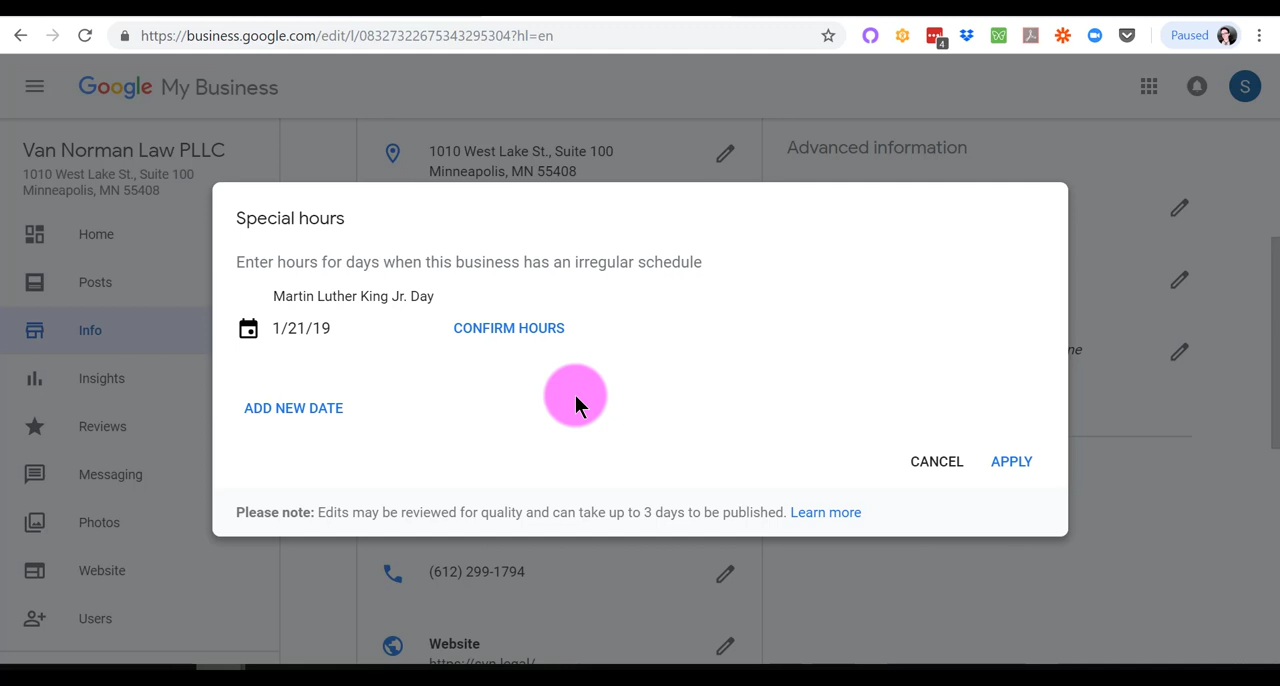 https://business.google.com/edit/l/08327322675343295304?hl=en
4
Paused
Google My Business
S
Van Norman Law PLLC
1010 West Lake St., Suite 100
Minneapolis, MN 55408
Home
Posts
Info
Insights
Reviews
Messaging
Photos
Website
Users
1010 West Lake St., Suite 100
Minneapolis, MN 55408
Advanced information
Special hours
Enter hours for days when this business has an irregular schedule
Martin Luther King Jr. Day
1/21/19
CONFIRM HOURS
ADD NEW DATE
CANCEL
APPLY
Please note: Edits may be reviewed for quality and can take up to 3 days to be published. Learn more
(612) 299-1794
Website